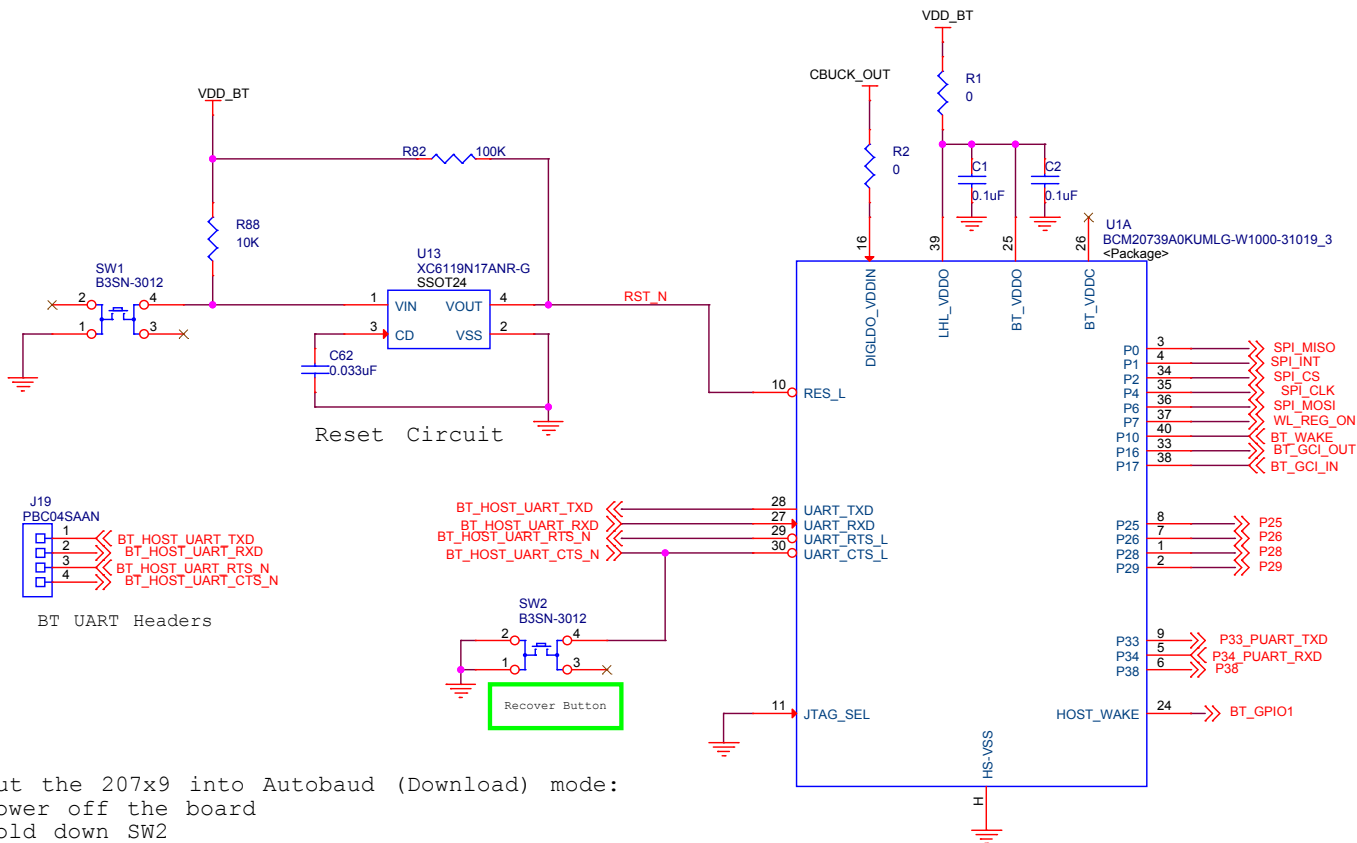 VDD_BT
R82 100K
R88
10K
SW1
B3SN-3012
2
4
1
3
U13
XC6119N17ANR-G
SSOT24
1 VIN VOUT 4
3 CD VSS 2
C62
0.033uF
RST_N
Reset Circuit
CBUCK_OUT
R2
0
VDD_BT
R1
0
C1
0.1uF
C2
0.1uF
U1A
BCM20739A0KUMLG-W1000-31019_3
<Package>
16 DIGLDO_VDDIN
39 LHL_VDDO
25 BT_VDDO
26 BT_VDDC
10 RES_L
P0 3 SPI_MISO
P1 4 SPI_INT
P2 34 SPI_CS
P4 35 SPI_CLK
P6 36 SPI_MOSI
P7 37 WL_REG_ON
P10 40 BT_WAKE
P16 33 BT_GCI_OUT
P17 38 BT_GCI_IN
J19
PBC04SAAN
1 BT_HOST_UART_TXD
2 BT_HOST_UART_RXD
3 BT_HOST_UART_RTS_N
4 BT_HOST_UART_CTS_N
BT UART Headers
BT_HOST_UART_TXD 28 UART_TXD
BT_HOST_UART_RXD 27 UART_RXD
BT_HOST_UART_RTS_N 29 UART_RTS_L
BT_HOST_UART_CTS_N 30 UART_CTS_L
P25 8 P25
P26 7 P26
P28 1 P28
P29 2 P29
SW2
B3SN-3012
2
4
1
3
Recover Button
P33 9 P33_PUART_TXD
P34 5 P34_PUART_RXD
P38 6 P38
11 JTAG_SEL
HOST_WAKE 24 BT_GPIO1
HS-VSS
H
ut the 207x9 into Autobaud (Download) mode:
ower off the board
old down SW2